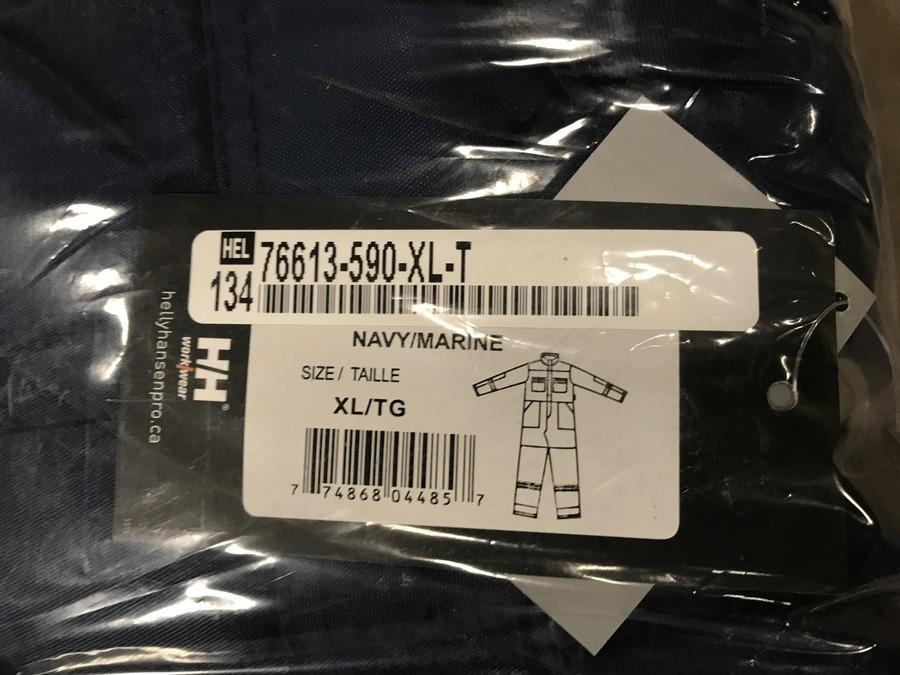 HEL 76613-590-XL-T
134
NAVY/MARINE
SIZE / TAILLE
XL/TG
7 74868 04485 7
HH®
workwear
hellyhansenpro.ca